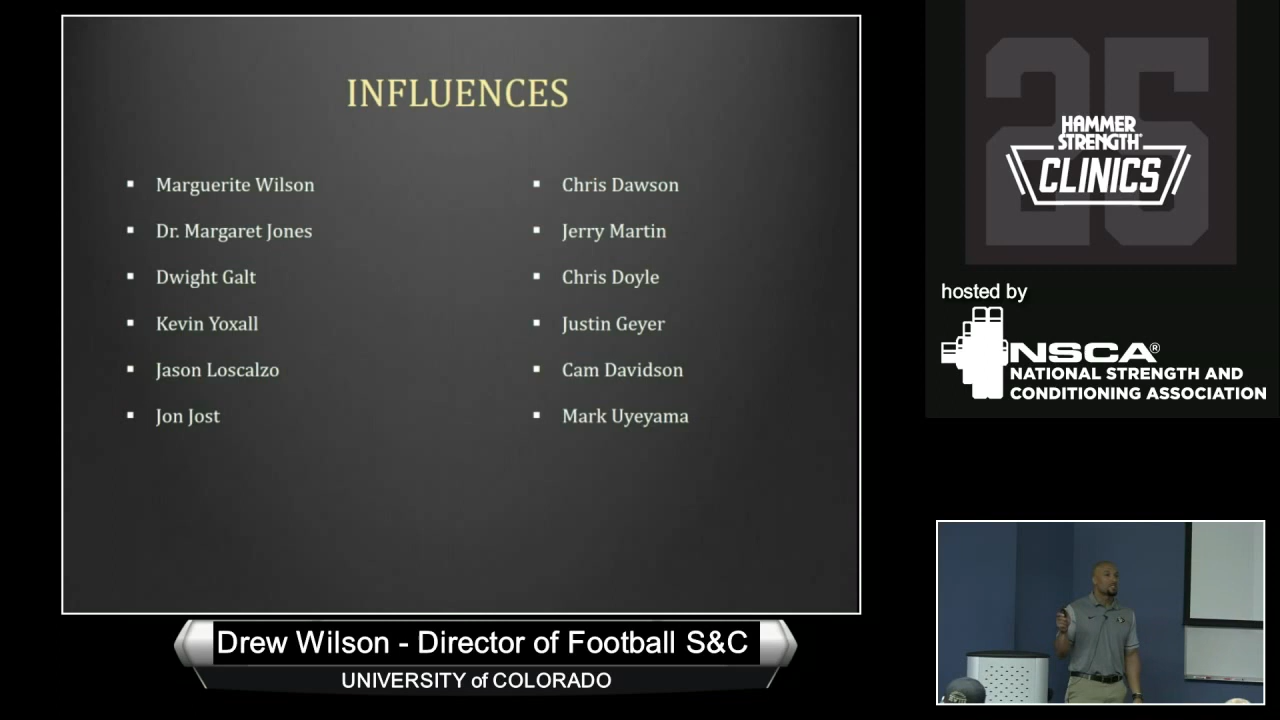 INFLUENCES
Marguerite Wilson
Dr. Margaret Jones
Dwight Galt
Kevin Yoxall
Jason Loscalzo
Jon Jost
Chris Dawson
Jerry Martin
Chris Doyle
Justin Geyer
Cam Davidson
Mark Uyeyama
Drew Wilson - Director of Football S&C
UNIVERSITY of COLORADO
25
HAMMER
STRENGTH
CLINICS
hosted by
NSCA®
NATIONAL STRENGTH AND
CONDITIONING ASSOCIATION